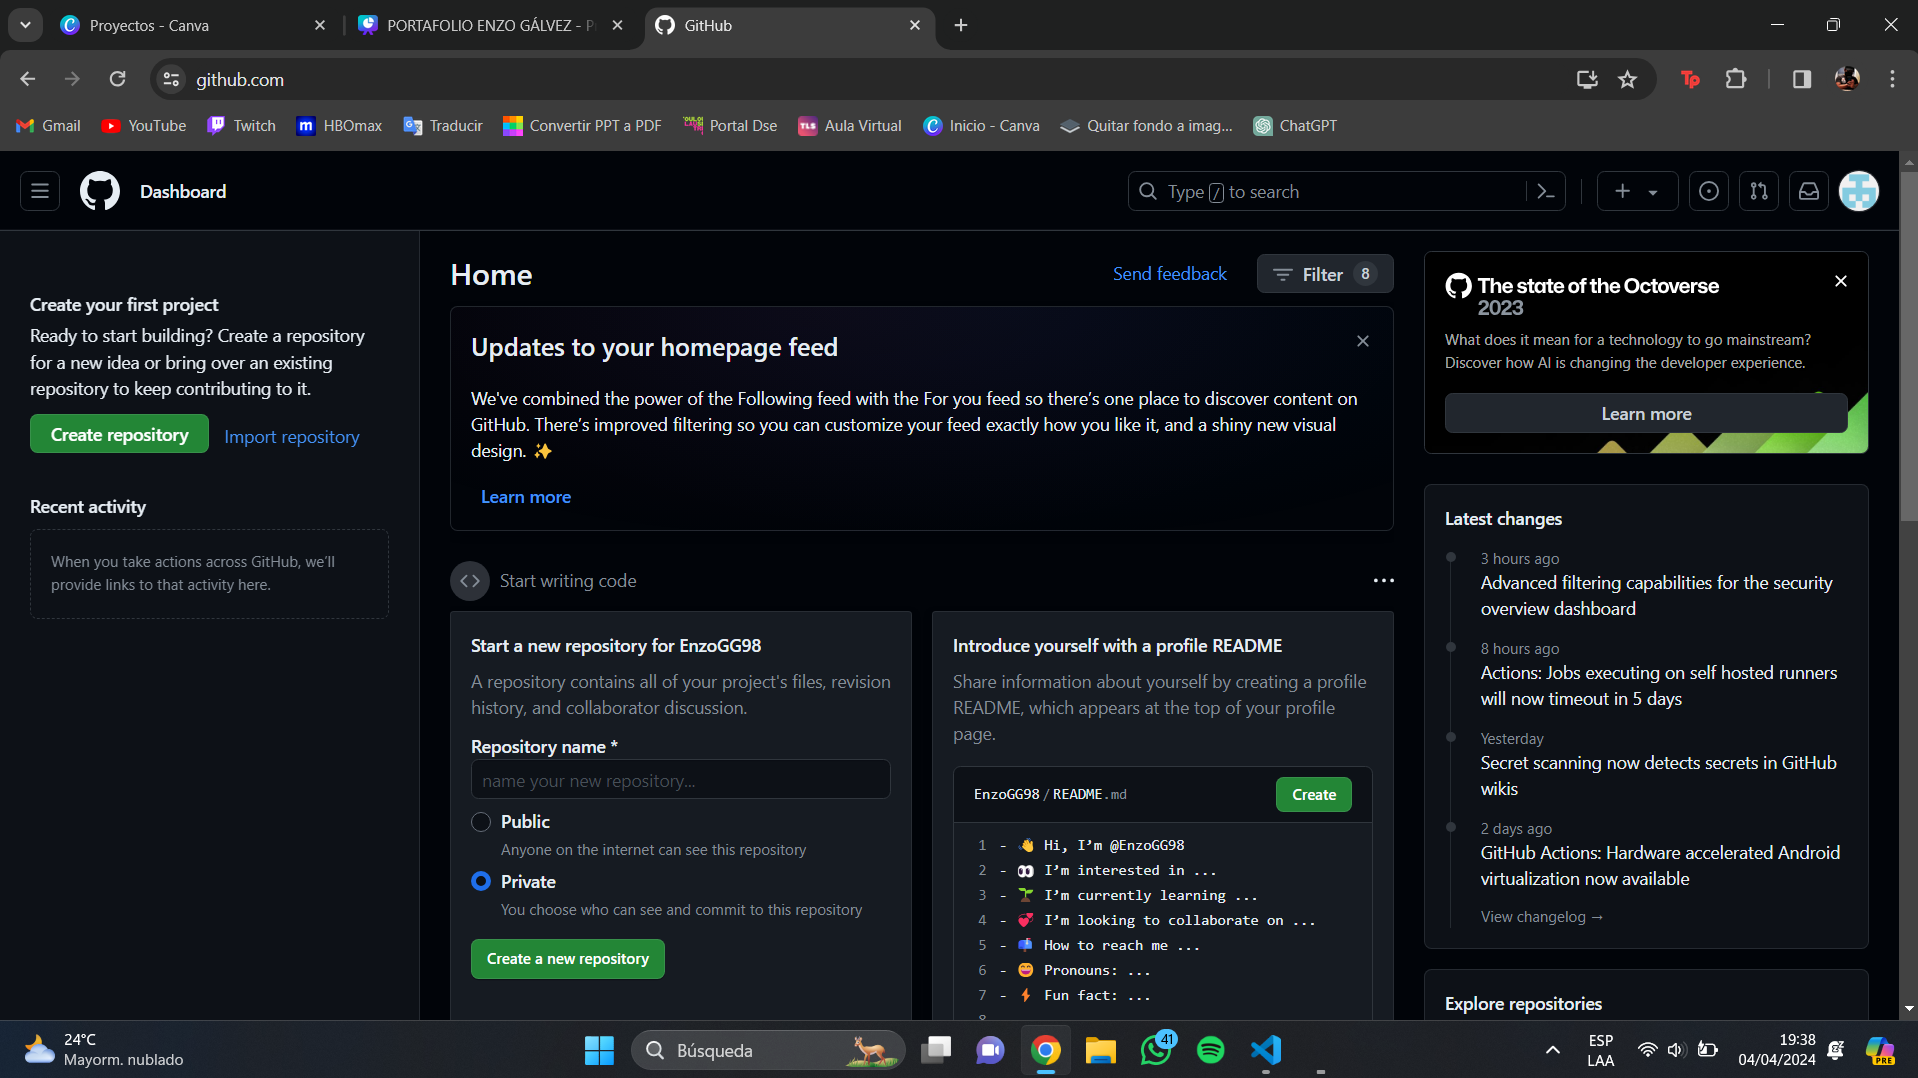 Proyectos - Canva
PORTAFOLIO ENZO GÁLVEZ - P
GitHub
github.com
Tp
Gmail
YouTube
Twitch
m HBOmax
Traducir
Convertir PPT a PDF
Portal Dse
TLS Aula Virtual
Inicio - Canva
Quitar fondo a imag...
ChatGPT
Dashboard
Type / to search
Create your first project
Ready to start building? Create a repository
for a new idea or bring over an existing
repository to keep contributing to it.
Create repository
Import repository
Recent activity
When you take actions across GitHub, we'll
provide links to that activity here.
Home
Send feedback
Filter 8
Updates to your homepage feed
We've combined the power of the Following feed with the For you feed so there's one place to discover content on
GitHub. There's improved filtering so you can customize your feed exactly how you like it, and a shiny new visual
design. ✨
Learn more
Start writing code
Start a new repository for EnzoGG98
A repository contains all of your project's files, revision
history, and collaborator discussion.
Repository name *
name your new repository...
Public
Anyone on the internet can see this repository
Private
You choose who can see and commit to this repository
Create a new repository
Introduce yourself with a profile README
Share information about yourself by creating a profile
README, which appears at the top of your profile
page.
EnzoGG98 / README.md
Create
1 - 👋 Hi, I'm @EnzoGG98
2 - 👀 I'm interested in ...
3 - 🌱 I'm currently learning ...
4 - 💞️ I'm looking to collaborate on ...
5 - 📫 How to reach me ...
6 - 😄 Pronouns: ...
7 - ⚡ Fun fact: ...
8
The state of the Octoverse
2023
What does it mean for a technology to go mainstream?
Discover how AI is changing the developer experience.
Learn more
Latest changes
3 hours ago
Advanced filtering capabilities for the security
overview dashboard
8 hours ago
Actions: Jobs executing on self hosted runners
will now timeout in 5 days
Yesterday
Secret scanning now detects secrets in GitHub
wikis
2 days ago
GitHub Actions: Hardware accelerated Android
virtualization now available
View changelog →
Explore repositories
24°C
Mayorm. nublado
Búsqueda
41
ESP
LAA
19:38
04/04/2024
PRE